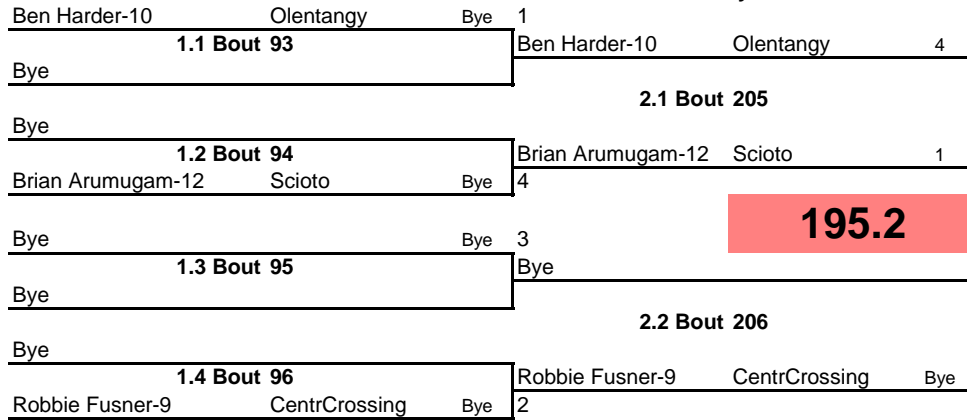 Ben Harder-10 Olentangy Bye 1
1.1 Bout 93
Ben Harder-10 Olentangy 4
Bye
2.1 Bout 205
Bye
1.2 Bout 94
Brian Arumugam-12 Scioto 1
Brian Arumugam-12 Scioto Bye 4
195.2
Bye Bye 3
1.3 Bout 95
Bye
Bye
2.2 Bout 206
Bye
1.4 Bout 96
Robbie Fusner-9 CentrCrossing Bye
Robbie Fusner-9 CentrCrossing Bye 2